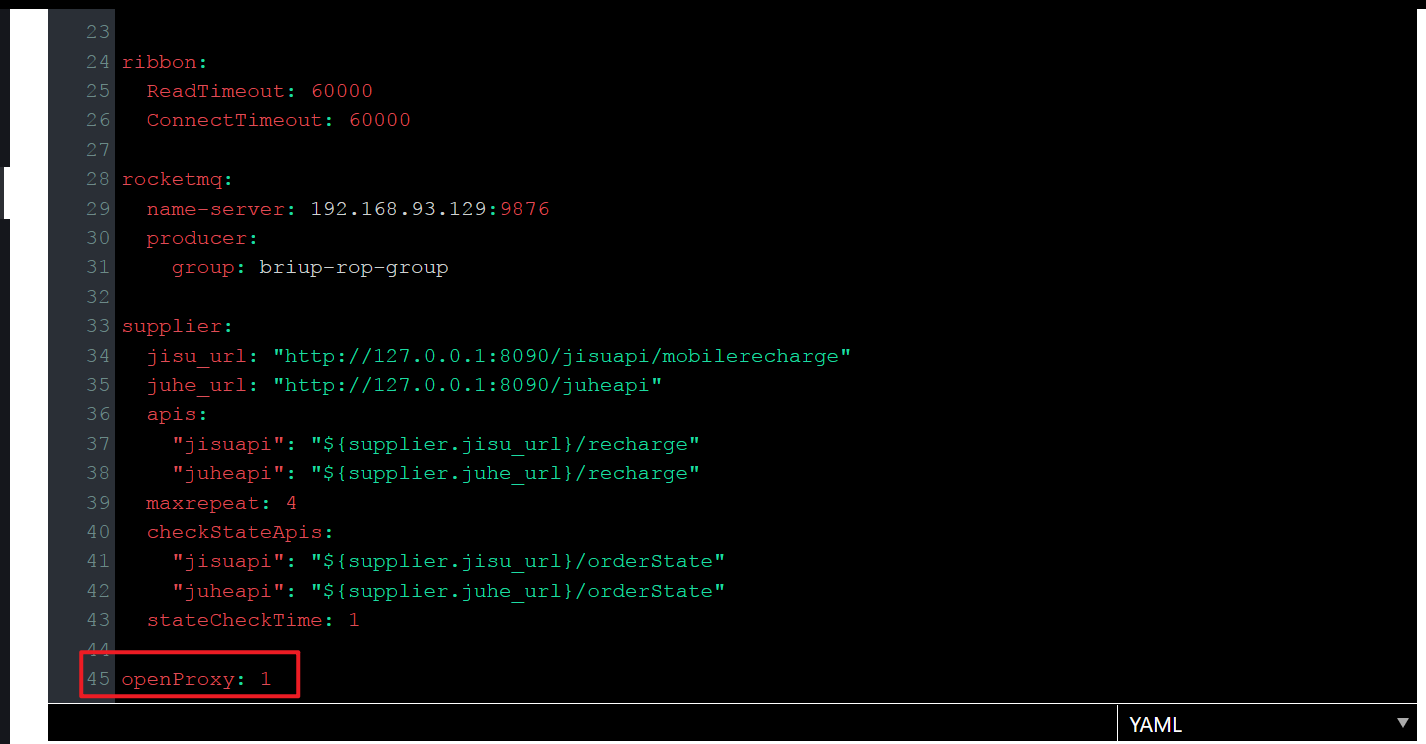 23
24 ribbon:
25   ReadTimeout: 60000
26   ConnectTimeout: 60000
27
28 rocketmq:
29   name-server: 192.168.93.129:9876
30   producer:
31     group: briup-rop-group
32
33 supplier:
34   jisu_url: "http://127.0.0.1:8090/jisuapi/mobilerecharge"
35   juhe_url: "http://127.0.0.1:8090/juheapi"
36   apis:
37     "jisuapi": "${supplier.jisu_url}/recharge"
38     "juheapi": "${supplier.juhe_url}/recharge"
39   maxrepeat: 4
40   checkStateApis:
41     "jisuapi": "${supplier.jisu_url}/orderState"
42     "juheapi": "${supplier.juhe_url}/orderState"
43   stateCheckTime: 1
44
45 openProxy: 1
YAML